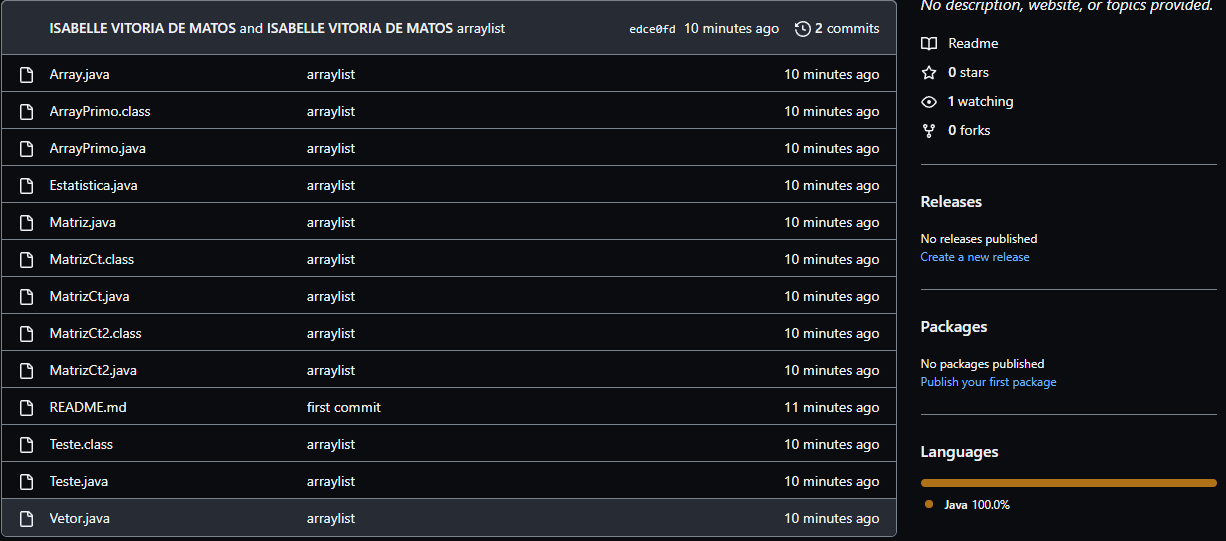 ISABELLE VITORIA DE MATOS and ISABELLE VITORIA DE MATOS arraylist edce0fd 10 minutes ago 2 commits
Array.java arraylist 10 minutes ago
ArrayPrimo.class arraylist 10 minutes ago
ArrayPrimo.java arraylist 10 minutes ago
Estatistica.java arraylist 10 minutes ago
Matriz.java arraylist 10 minutes ago
MatrizCt.class arraylist 10 minutes ago
MatrizCt.java arraylist 10 minutes ago
MatrizCt2.class arraylist 10 minutes ago
MatrizCt2.java arraylist 10 minutes ago
README.md first commit 11 minutes ago
Teste.class arraylist 10 minutes ago
Teste.java arraylist 10 minutes ago
Vetor.java arraylist 10 minutes ago
No description, website, or topics provided.
Readme
0 stars
1 watching
0 forks
Releases
No releases published
Create a new release
Packages
No packages published
Publish your first package
Languages
Java 100.0%